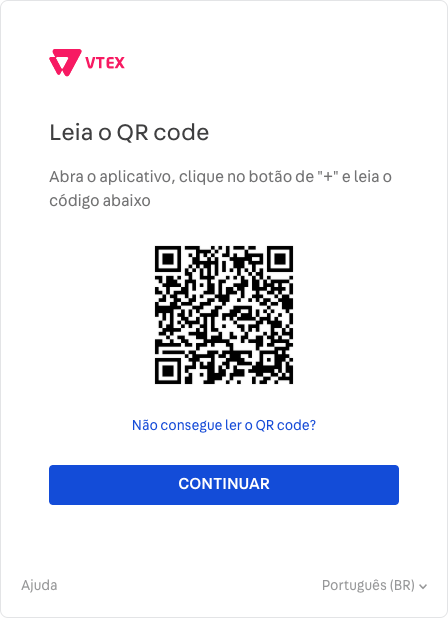 VTEX
Leia o QR code
Abra o aplicativo, clique no botão de "+" e leia o
código abaixo
Não consegue ler o QR code?
CONTINUAR
Ajuda
Português (BR)